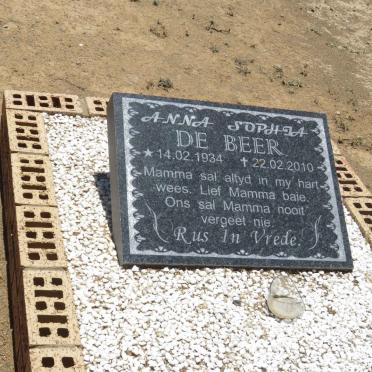 ANNA SOPHIA
DE BEER
★ 14.02.1934 ✝ 22.02.2010
Mamma sal altyd in my hart
wees. Lief Mamma baie.
Ons sal Mamma nooit
vergeet nie.
Rus In Vrede.